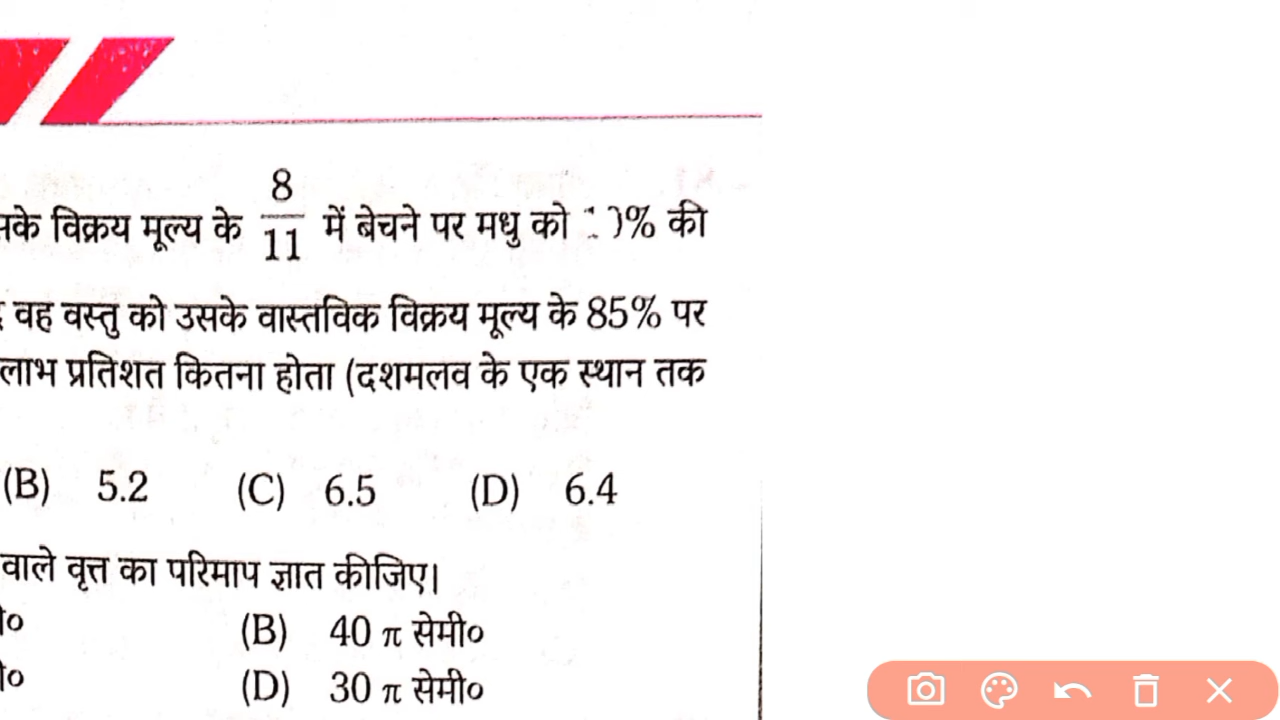 के विक्रय मूल्य के 8/11 में बेचने पर मधु को % की
वह वस्तु को उसके वास्तविक विक्रय मूल्य के 85% पर
लाभ प्रतिशत कितना होता (दशमलव के एक स्थान तक
(B) 5.2 (C) 6.5 (D) 6.4
वाले वृत्त का परिमाप ज्ञात कीजिए।
(B) 40 π सेमी०
(D) 30 π सेमी०